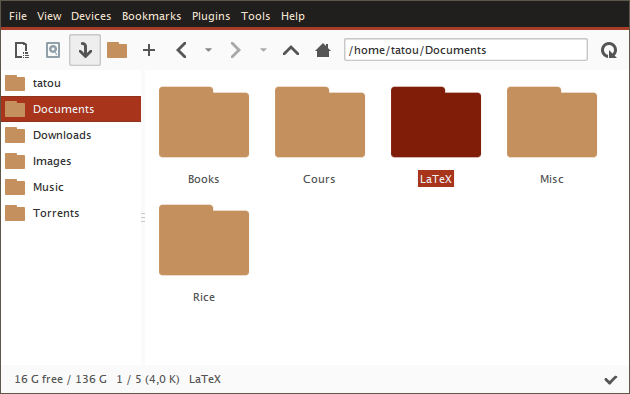 File View Devices Bookmarks Plugins Tools Help
/home/tatou/Documents
tatou
Documents
Downloads
Images
Music
Torrents
Books Cours LaTeX Misc
Rice
16 G free / 136 G 1 / 5 (4,0 K) LaTeX